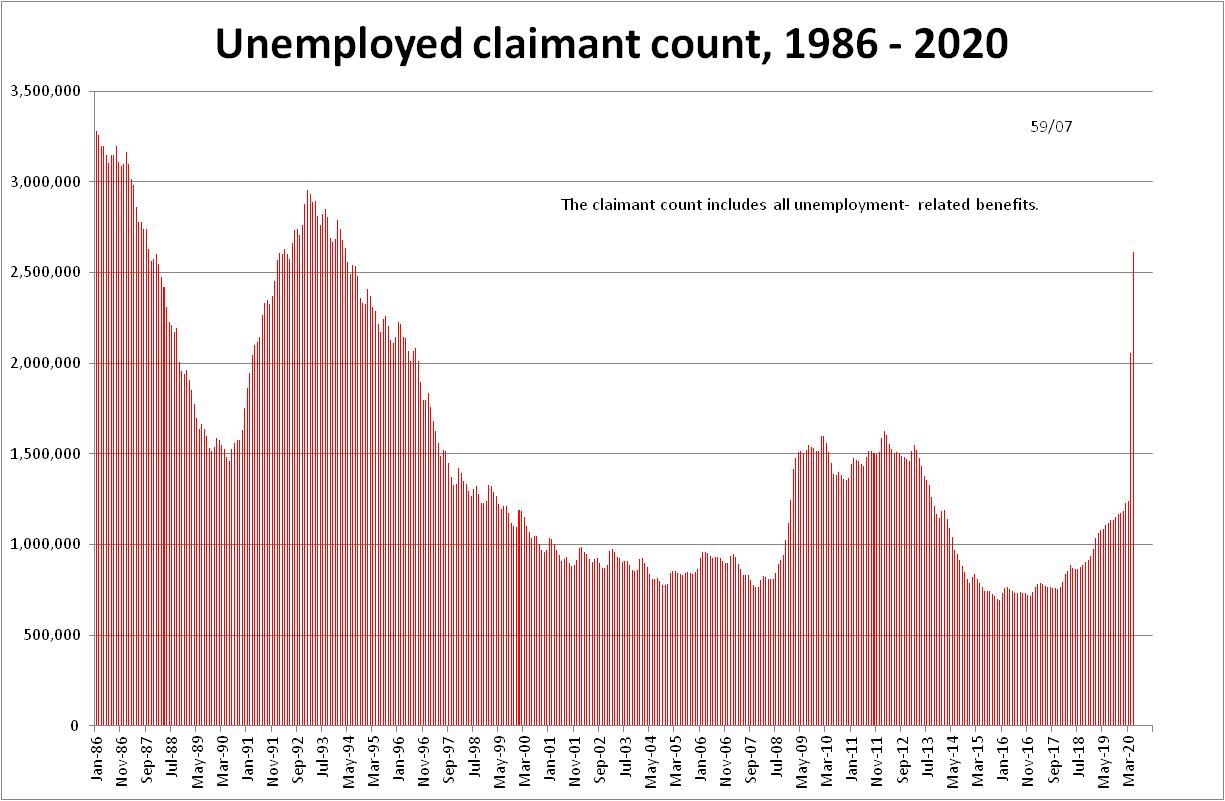 Unemployed claimant count, 1986 - 2020
3,500,000
59/07
3,000,000
The claimant count includes all unemployment- related benefits.
2,500,000
2,000,000
1,500,000
1,000,000
500,000
0
Jan-86
Nov-86
Sep-87
Jul-88
May-89
Mar-90
Jan-91
Nov-91
Sep-92
Jul-93
May-94
Mar-95
Jan-96
Nov-96
Sep-97
Jul-98
May-99
Mar-00
Jan-01
Nov-01
Sep-02
Jul-03
May-04
Mar-05
Jan-06
Nov-06
Sep-07
Jul-08
May-09
Mar-10
Jan-11
Nov-11
Sep-12
Jul-13
May-14
Mar-15
Jan-16
Nov-16
Sep-17
Jul-18
May-19
Mar-20